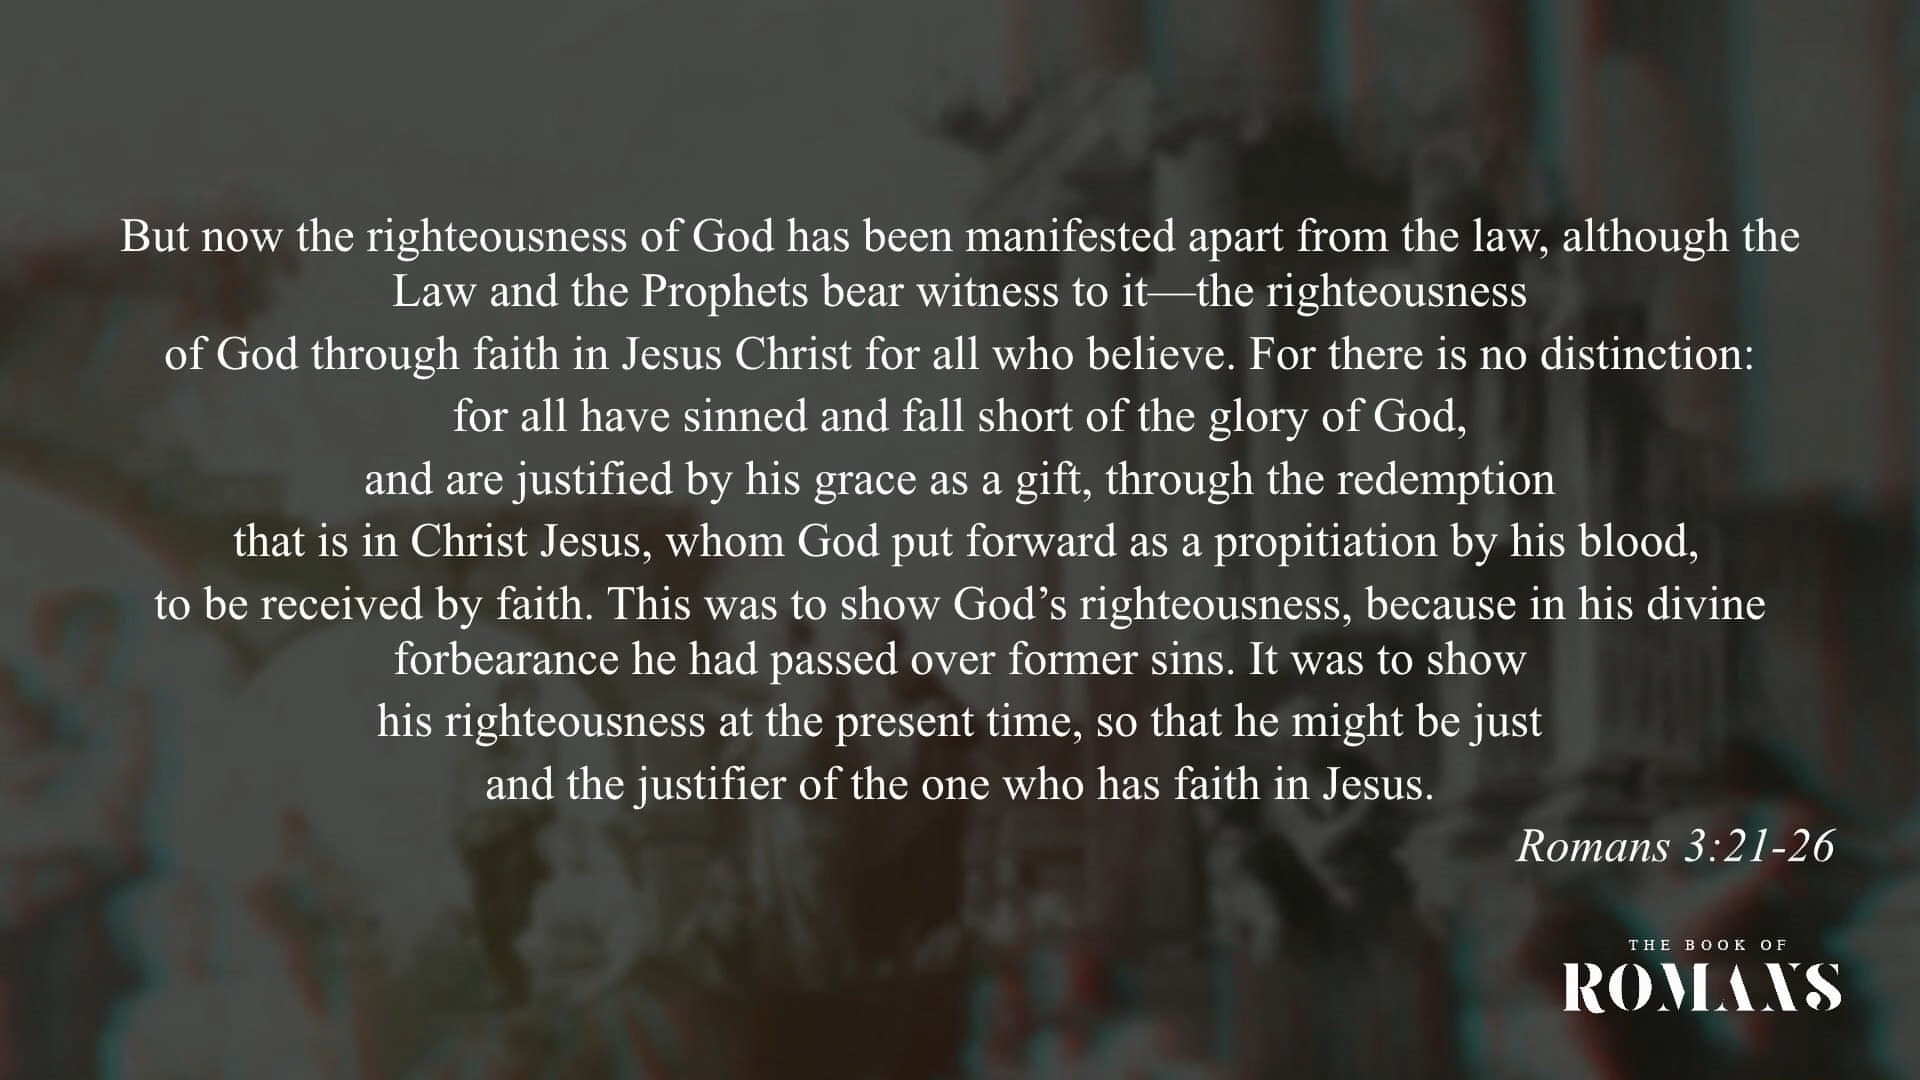 But now the righteousness of God has been manifested apart from the law, although the
Law and the Prophets bear witness to it—the righteousness
of God through faith in Jesus Christ for all who believe. For there is no distinction:
for all have sinned and fall short of the glory of God,
and are justified by his grace as a gift, through the redemption
that is in Christ Jesus, whom God put forward as a propitiation by his blood,
to be received by faith. This was to show God’s righteousness, because in his divine
forbearance he had passed over former sins. It was to show
his righteousness at the present time, so that he might be just
and the justifier of the one who has faith in Jesus.
Romans 3:21-26
THE BOOK OF
ROMANS